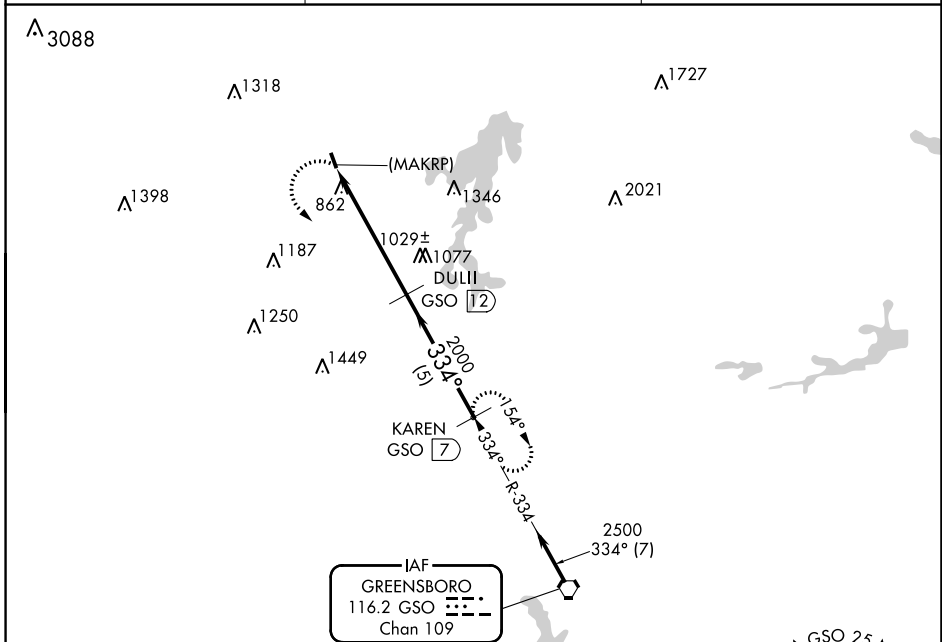 3088
1318
1727
(MAKRP)
1398
862
1346
2021
1029±
1187
1077
DULII
GSO 12
1250
2000
334°
(5)
1449
154°
KAREN
GSO 7
334°
R-334
2500
334° (7)
IAF
GREENSBORO
116.2 GSO
Chan 109
GSO 25